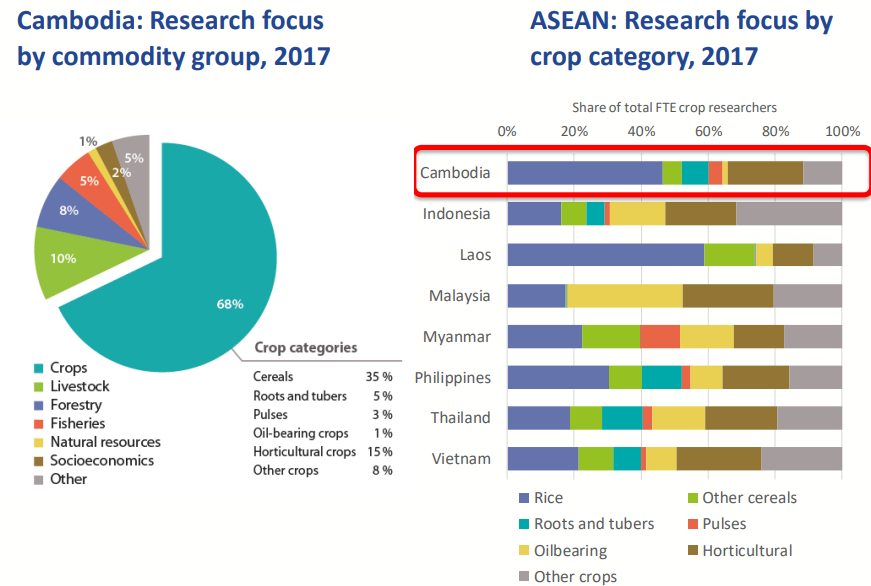 Cambodia: Research focus
by commodity group, 2017
1%
5%
2%
5%
8%
10%
68%
Crop categories
Cereals 35 %
Roots and tubers 5 %
Pulses 3 %
Oil-bearing crops 1 %
Horticultural crops 15 %
Other crops 8 %
Crops
Livestock
Forestry
Fisheries
Natural resources
Socioeconomics
Other
ASEAN: Research focus by
crop category, 2017
Share of total FTE crop researchers
0% 20% 40% 60% 80% 100%
Cambodia
Indonesia
Laos
Malaysia
Myanmar
Philippines
Thailand
Vietnam
Rice Other cereals
Roots and tubers Pulses
Oilbearing Horticultural
Other crops